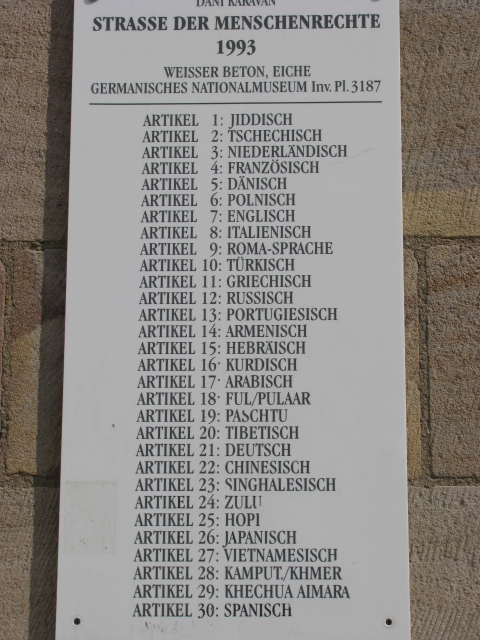 DANI KARAVAN
STRASSE DER MENSCHENRECHTE
1993
WEISSER BETON, EICHE
GERMANISCHES NATIONALMUSEUM Inv. Pl. 3187
ARTIKEL 1: JIDDISCH
ARTIKEL 2: TSCHECHISCH
ARTIKEL 3: NIEDERLÄNDISCH
ARTIKEL 4: FRANZÖSISCH
ARTIKEL 5: DÄNISCH
ARTIKEL 6: POLNISCH
ARTIKEL 7: ENGLISCH
ARTIKEL 8: ITALIENISCH
ARTIKEL 9: ROMA-SPRACHE
ARTIKEL 10: TÜRKISCH
ARTIKEL 11: GRIECHISCH
ARTIKEL 12: RUSSISCH
ARTIKEL 13: PORTUGIESISCH
ARTIKEL 14: ARMENISCH
ARTIKEL 15: HEBRÄISCH
ARTIKEL 16: KURDISCH
ARTIKEL 17: ARABISCH
ARTIKEL 18: FUL/PULAAR
ARTIKEL 19: PASCHTU
ARTIKEL 20: TIBETISCH
ARTIKEL 21: DEUTSCH
ARTIKEL 22: CHINESISCH
ARTIKEL 23: SINGHALESISCH
ARTIKEL 24: ZULU
ARTIKEL 25: HOPI
ARTIKEL 26: JAPANISCH
ARTIKEL 27: VIETNAMESISCH
ARTIKEL 28: KAMPUT./KHMER
ARTIKEL 29: KHECHUA AIMARA
ARTIKEL 30: SPANISCH